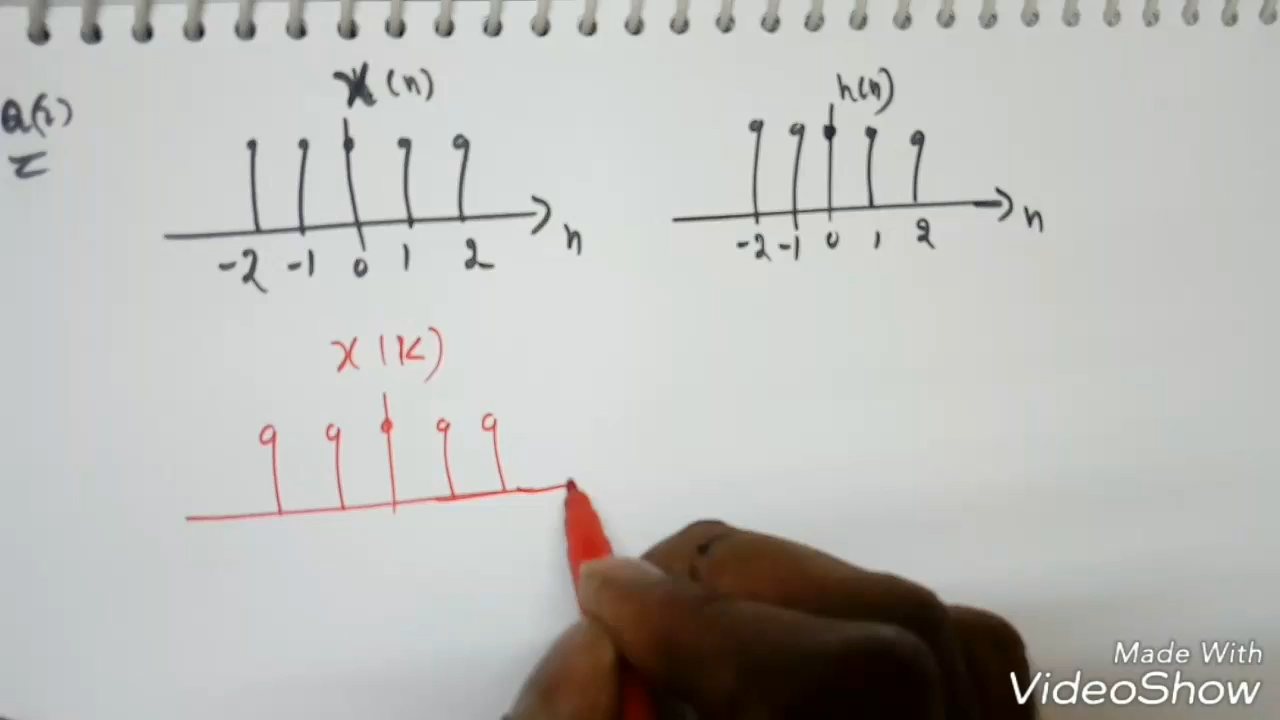 Q(i)
x(n)
-2 -1 0 1 2 n
h(n)
-2 -1 0 1 2 n
x(k)
Made With
VideoShow